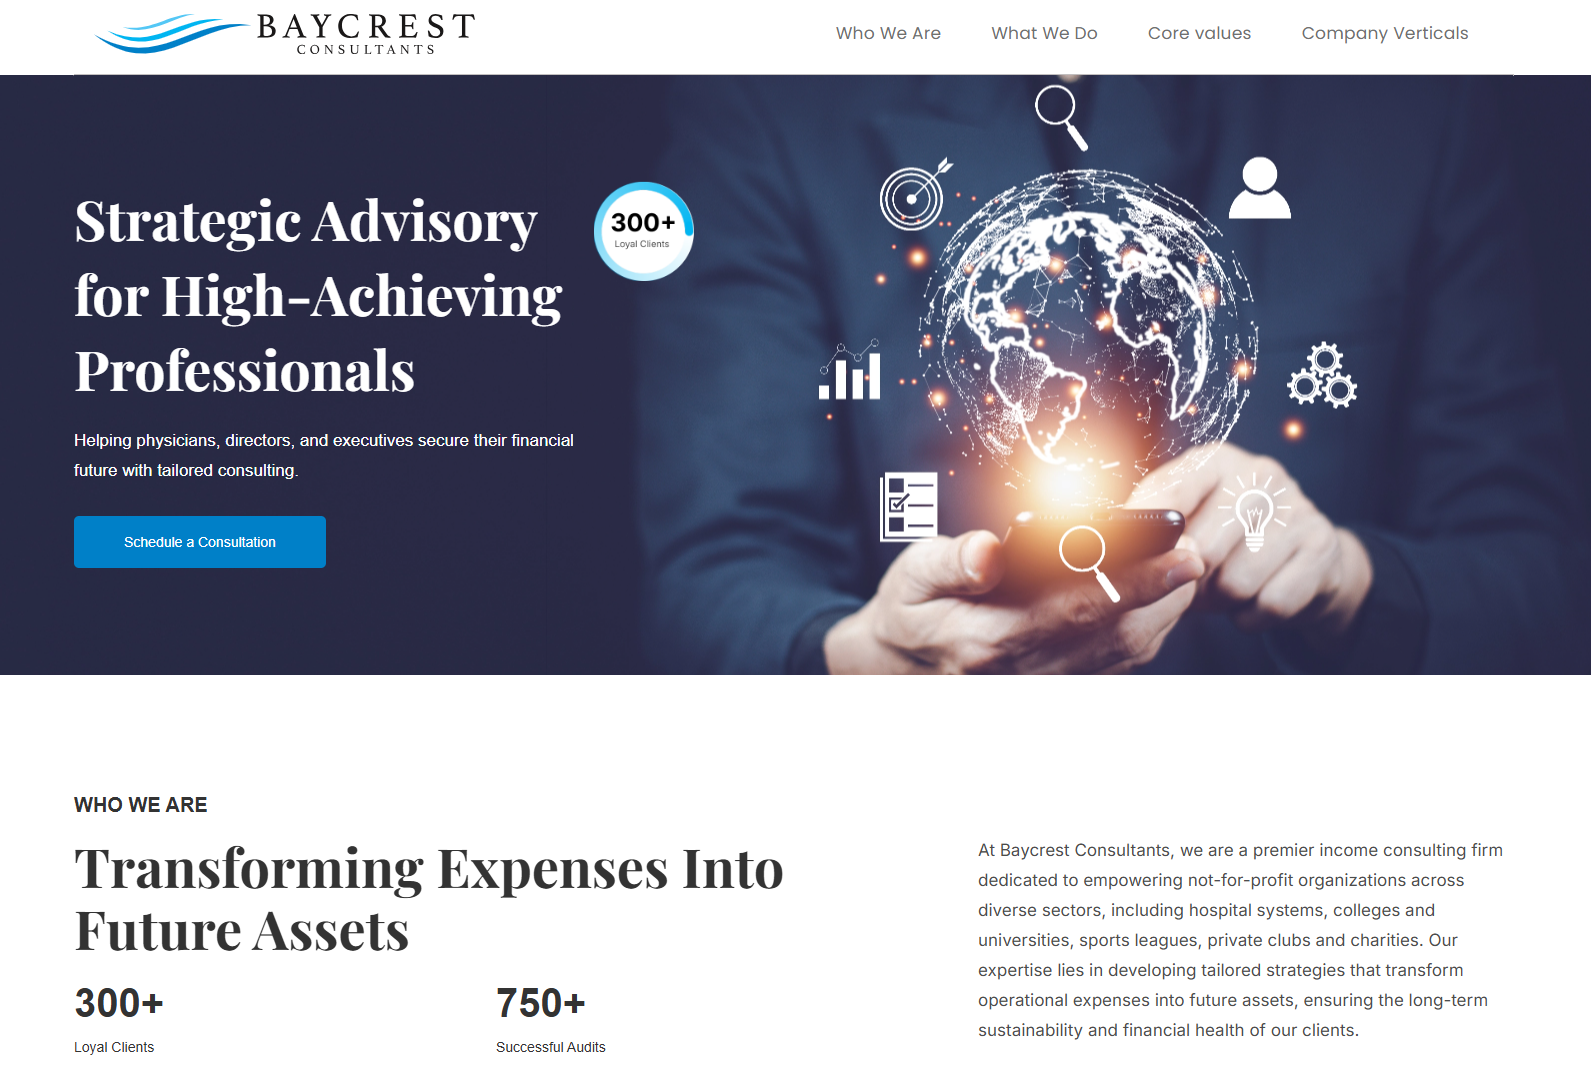 BAYCREST
CONSULTANTS
Who We Are
What We Do
Core values
Company Verticals
Strategic Advisory
for High-Achieving
Professionals
300+
Loyal Clients
Helping physicians, directors, and executives secure their financial
future with tailored consulting.
Schedule a Consultation
WHO WE ARE
Transforming Expenses Into
Future Assets
300+
Loyal Clients
750+
Successful Audits
At Baycrest Consultants, we are a premier income consulting firm
dedicated to empowering not-for-profit organizations across
diverse sectors, including hospital systems, colleges and
universities, sports leagues, private clubs and charities. Our
expertise lies in developing tailored strategies that transform
operational expenses into future assets, ensuring the long-term
sustainability and financial health of our clients.